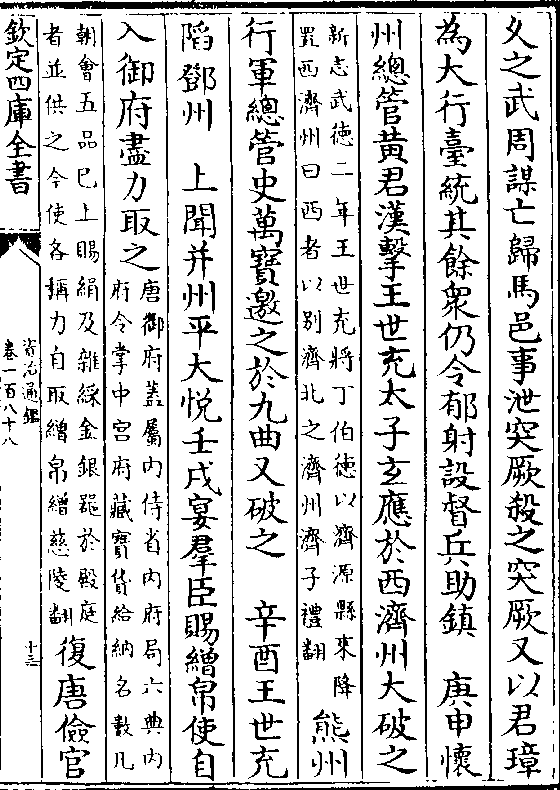 乆之武周謀亡歸馬邑事泄突厥殺之突厥又以君璋
為大行臺統其餘衆仍令郁射設督兵助鎮　庚申懷
州總管黄君漢擊王世充太子玄應於西濟州大破之
新志武德二年王世充將丁伯德以濟源縣來降
置西濟州曰西者以别濟北之濟州濟子禮翻
熊州
行軍總管史萬寶邀之於九曲又破之　辛酉王世充
陷鄧州　上聞并州平大悅壬戌宴羣臣賜繒帛使自
入御府盡力取之
唐御府蓋屬内侍省内府局六典内
府令掌中宫府藏寶貨給納名數凡
朝會五品已上賜絹及雜綵金銀器於殿庭
者並供之今使各稱力自取繒帛繒慈陵翻
復唐儉官
欽定四庫全書
資治通鑑
卷一百八十八
十三